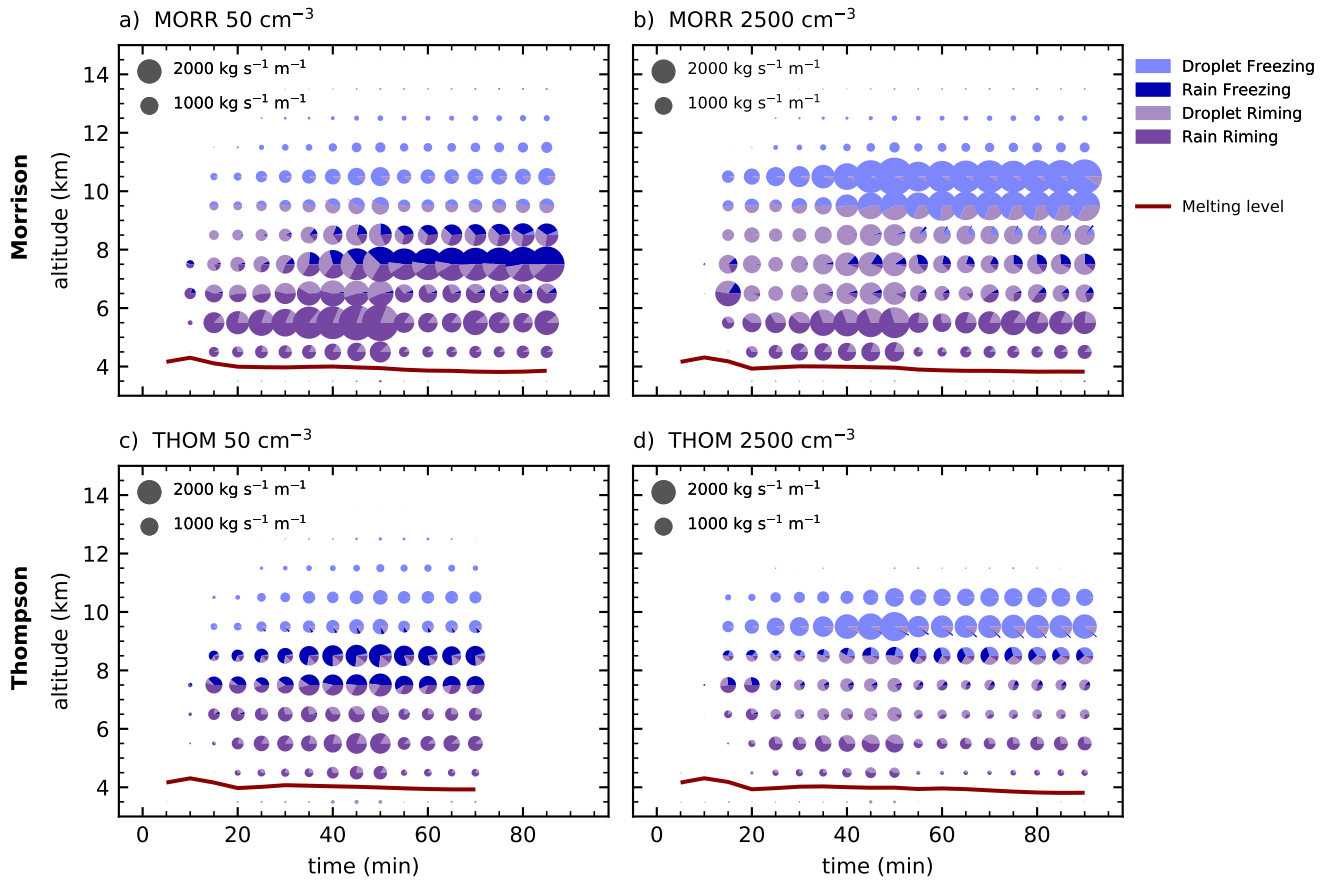 a) MORR 50 cm⁻³
b) MORR 2500 cm⁻³
2000 kg s⁻¹ m⁻¹
1000 kg s⁻¹ m⁻¹
2000 kg s⁻¹ m⁻¹
1000 kg s⁻¹ m⁻¹
Droplet Freezing
Rain Freezing
Droplet Riming
Rain Riming
Melting level
Morrison
altitude (km)
14
12
10
8
6
4
c) THOM 50 cm⁻³
d) THOM 2500 cm⁻³
2000 kg s⁻¹ m⁻¹
1000 kg s⁻¹ m⁻¹
2000 kg s⁻¹ m⁻¹
1000 kg s⁻¹ m⁻¹
Thompson
altitude (km)
14
12
10
8
6
4
0 20 40 60 80
0 20 40 60 80
time (min)
time (min)